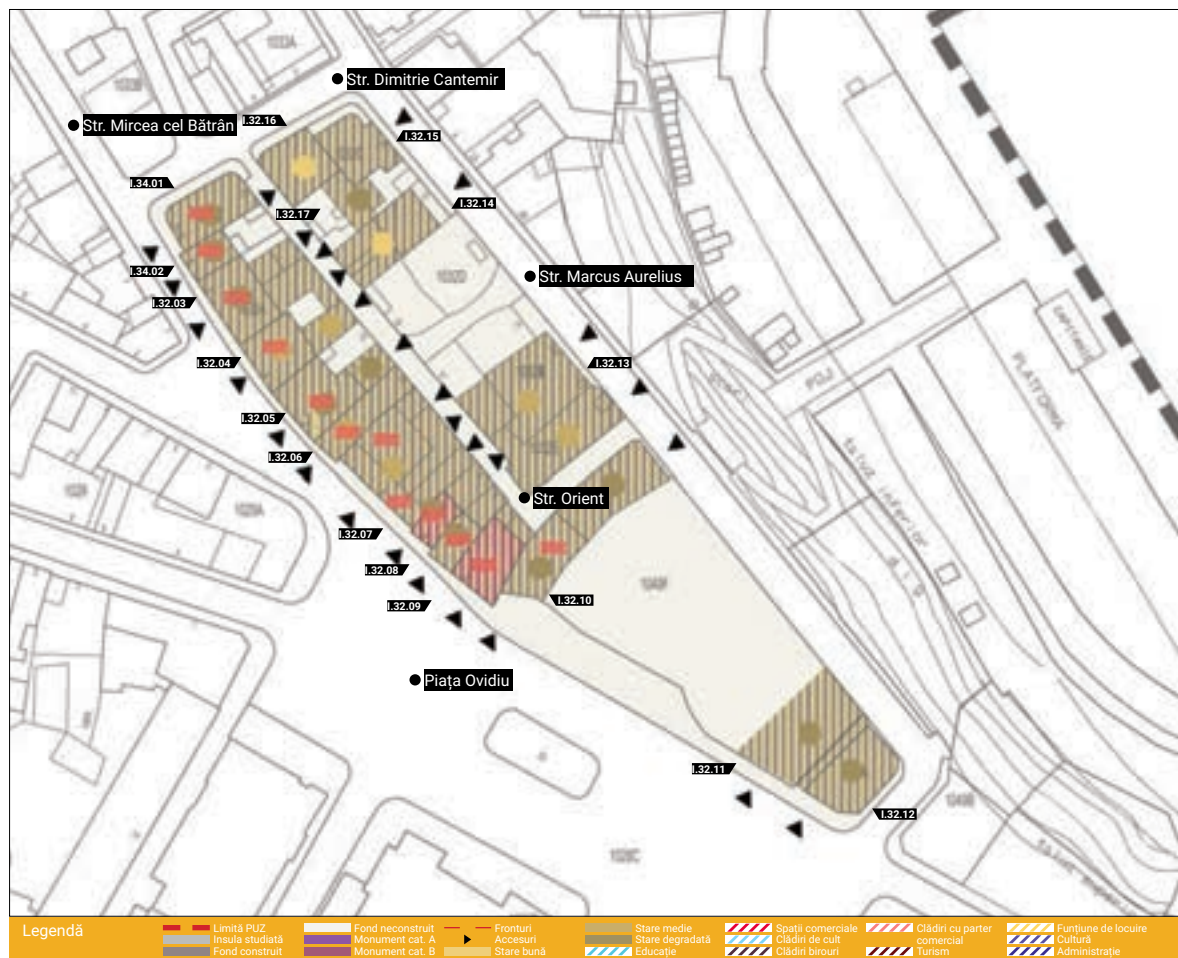 Str. Dimitrie Cantemir
Str. Mircea cel Bătrân
I.32.16
I.32.15
I.34.01
I.32.14
I.32.17
I.34.02
Str. Marcus Aurelius
I.32.03
I.32.04
I.32.13
I.32.05
I.32.06
PLATFORMĂ
Str. Orient
I.32.07
I.32.08
I.32.10
I.32.09
Piața Ovidiu
I.32.11
I.32.12
Legendă
Limită PUZ
Insula studiată
Fond construit
Fond neconstruit
Monument cat. A
Monument cat. B
Fronturi
Accesuri
Stare bună
Stare medie
Stare degradată
Educație
Spații comerciale
Clădiri de cult
Clădiri birouri
Clădiri cu parter
comercial
Turism
Funcțiune de locuire
Cultură
Administrație